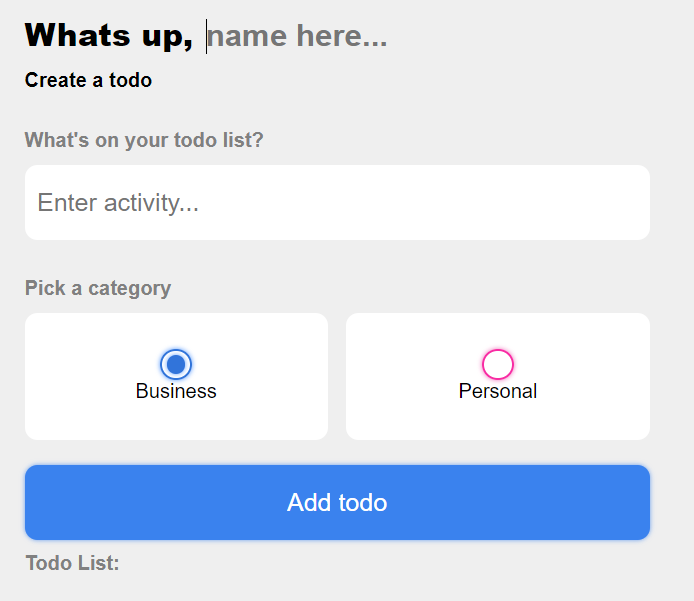 Whats up, name here...
Create a todo
What's on your todo list?
Enter activity...
Pick a category
Business
Personal
Add todo
Todo List: